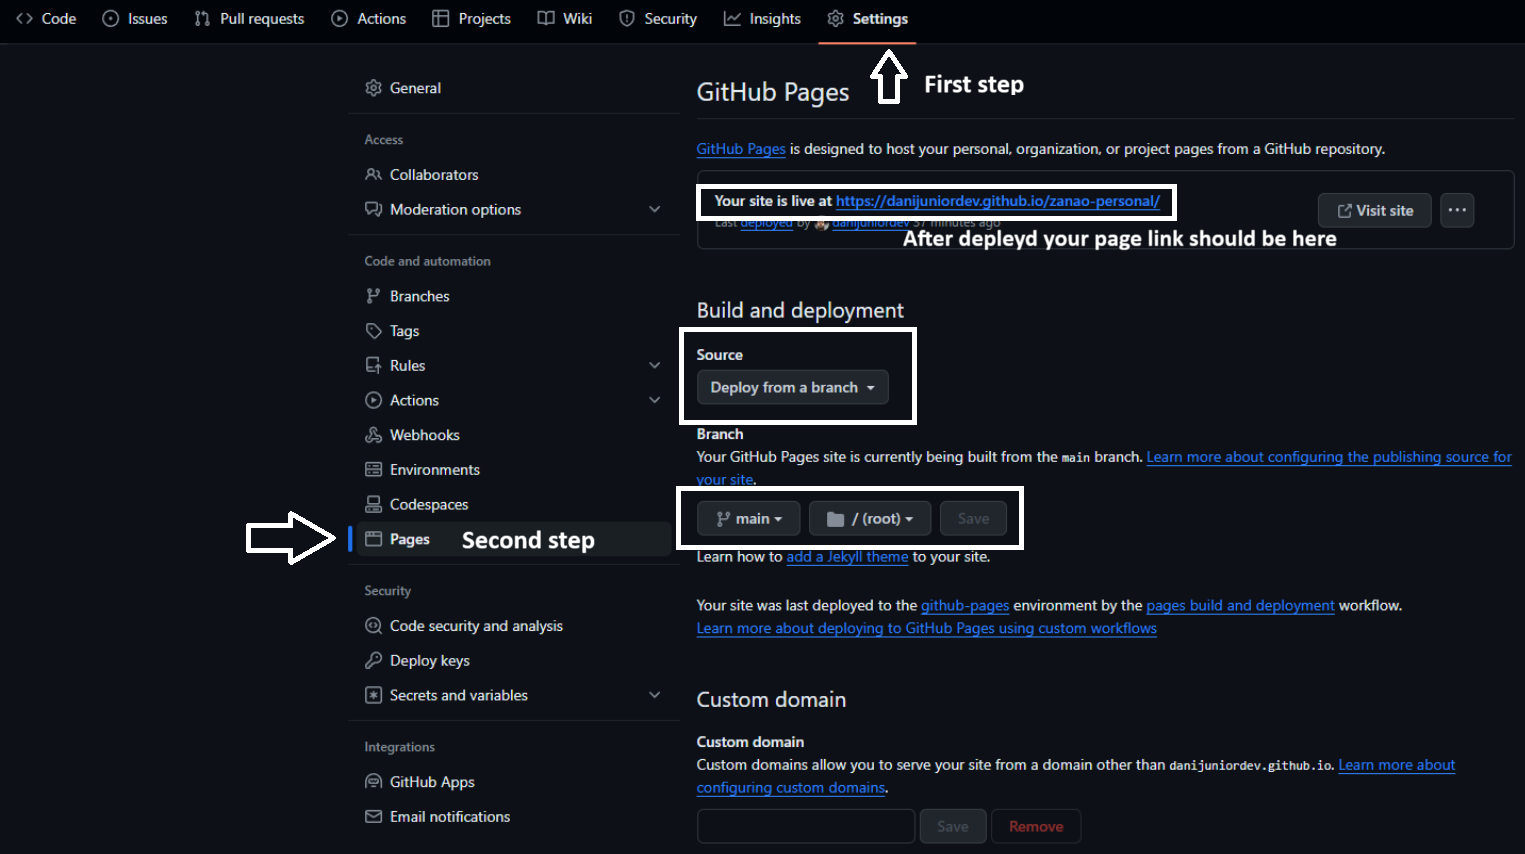 Code Issues Pull requests Actions Projects Wiki Security Insights Settings
First step
General
Access
Collaborators
Moderation options
Code and automation
Branches
Tags
Rules
Actions
Webhooks
Environments
Codespaces
Pages
Second step
Security
Code security and analysis
Deploy keys
Secrets and variables
Integrations
GitHub Apps
Email notifications
GitHub Pages
GitHub Pages is designed to host your personal, organization, or project pages from a GitHub repository.
Your site is live at https://danijuniordev.github.io/zanao-personal/
Visit site
Last deployed by danijuniordev 37 minutes ago
After depleyd your page link should be here
Build and deployment
Source
Deploy from a branch
Branch
Your GitHub Pages site is currently being built from the main branch. Learn more about configuring the publishing source for
your site.
main / (root) Save
Learn how to add a Jekyll theme to your site.
Your site was last deployed to the github-pages environment by the pages build and deployment workflow.
Learn more about deploying to GitHub Pages using custom workflows
Custom domain
Custom domain
Custom domains allow you to serve your site from a domain other than danijuniordev.github.io. Learn more about
configuring custom domains.
Save Remove